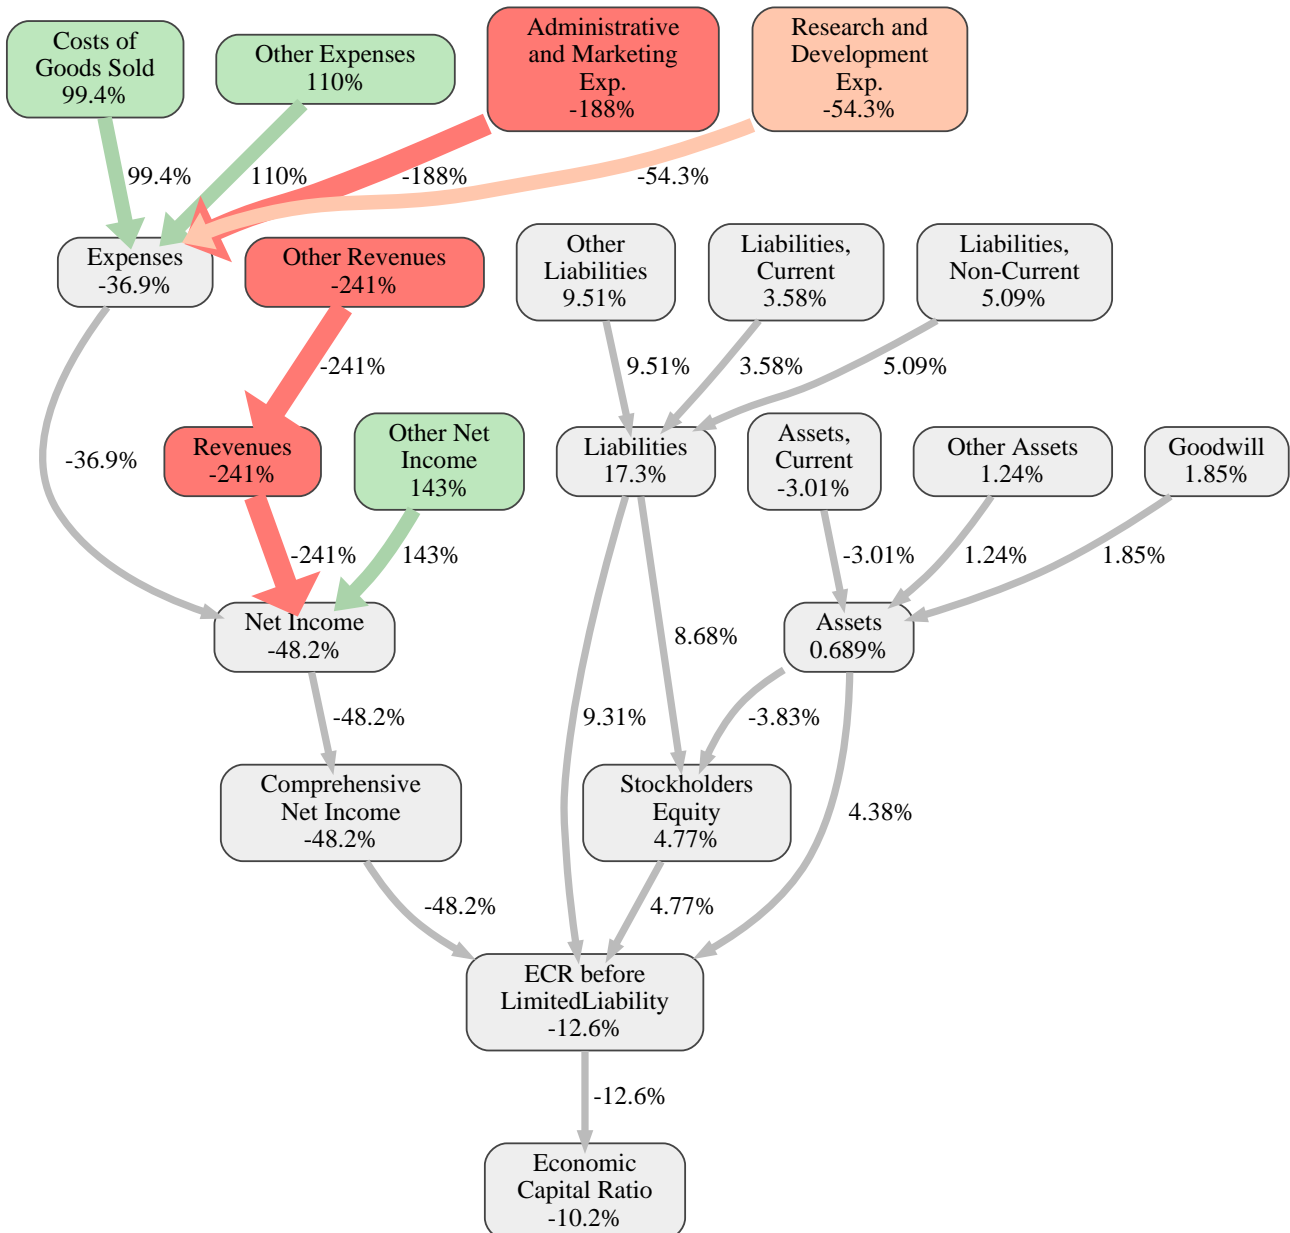 Costs of
Goods Sold
99.4%
Other Expenses
110%
Administrative
and Marketing
Exp.
-188%
Research and
Development
Exp.
-54.3%
99.4%
110%
-188%
-54.3%
Expenses
-36.9%
Other Revenues
-241%
Other
Liabilities
9.51%
Liabilities,
Current
3.58%
Liabilities,
Non-Current
5.09%
-241%
9.51%
3.58%
5.09%
-36.9%
Revenues
-241%
Other Net
Income
143%
Liabilities
17.3%
Assets,
Current
-3.01%
Other Assets
1.24%
Goodwill
1.85%
-241%
143%
-3.01%
1.24%
1.85%
Net Income
-48.2%
8.68%
Assets
0.689%
-48.2%
9.31%
-3.83%
Comprehensive
Net Income
-48.2%
Stockholders
Equity
4.77%
4.38%
-48.2%
4.77%
ECR before
LimitedLiability
-12.6%
-12.6%
Economic
Capital Ratio
-10.2%